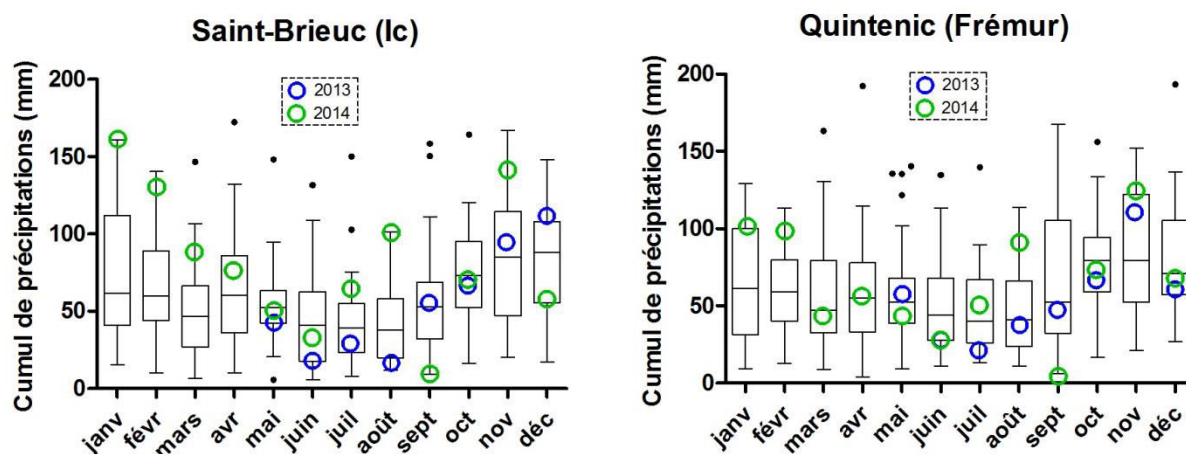 Saint-Brieuc (Ic)
Cumul de précipitations (mm)
200
150
100
50
0
2013
2014
janv
févr
mars
avr
mai
juin
juil
août
sept
oct
nov
déc
Quintenic (Frémur)
Cumul de précipitations (mm)
200
150
100
50
0
2013
2014
janv
févr
mars
avr
mai
juin
juil
août
sept
oct
nov
déc